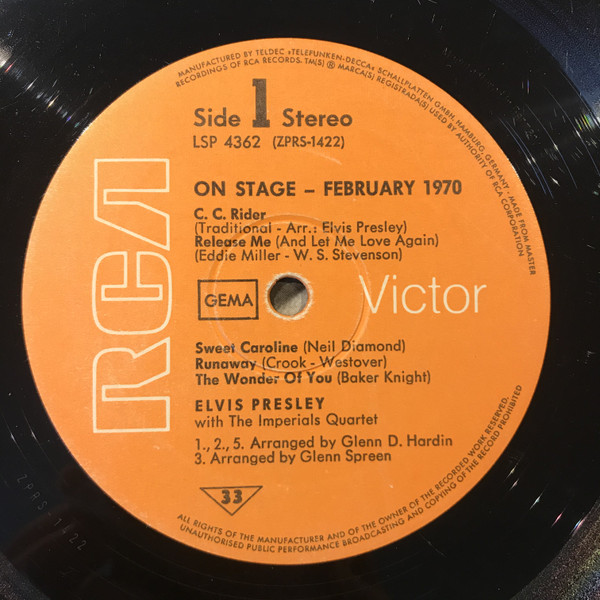 MANUFACTURED BY TELDEC »TELEFUNKEN-DECCA« SCHALLPLATTEN GMBH, HAMBURG, GERMANY · MADE FROM MASTER
RECORDINGS OF RCA RECORDS. TM(S) ® MARCA(S) REGISTRADA(S) USED BY AUTHORITY OF RCA CORPORATION
Side 1 Stereo
LSP 4362 (ZPRS-1422)
ON STAGE – FEBRUARY 1970
C. C. Rider
(Traditional - Arr.: Elvis Presley)
Release Me (And Let Me Love Again)
(Eddie Miller - W. S. Stevenson)
RCA
GEMA
Victor
Sweet Caroline (Neil Diamond)
Runaway (Crook - Westover)
The Wonder Of You (Baker Knight)
ELVIS PRESLEY
with The Imperials Quartet
1., 2., 5. Arranged by Glenn D. Hardin
3. Arranged by Glenn Spreen
33
ALL RIGHTS OF THE MANUFACTURER AND OF THE OWNER OF THE RECORDED WORK RESERVED.
UNAUTHORISED PUBLIC PERFORMANCE BROADCASTING AND COPYING OF THE RECORD PROHIBITED
ZPRS-1422